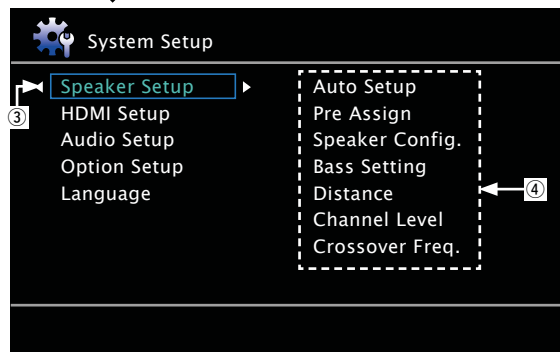 System Setup
③
Speaker Setup
HDMI Setup
Audio Setup
Option Setup
Language
Auto Setup
Pre Assign
Speaker Config.
Bass Setting
Distance
Channel Level
Crossover Freq.
④